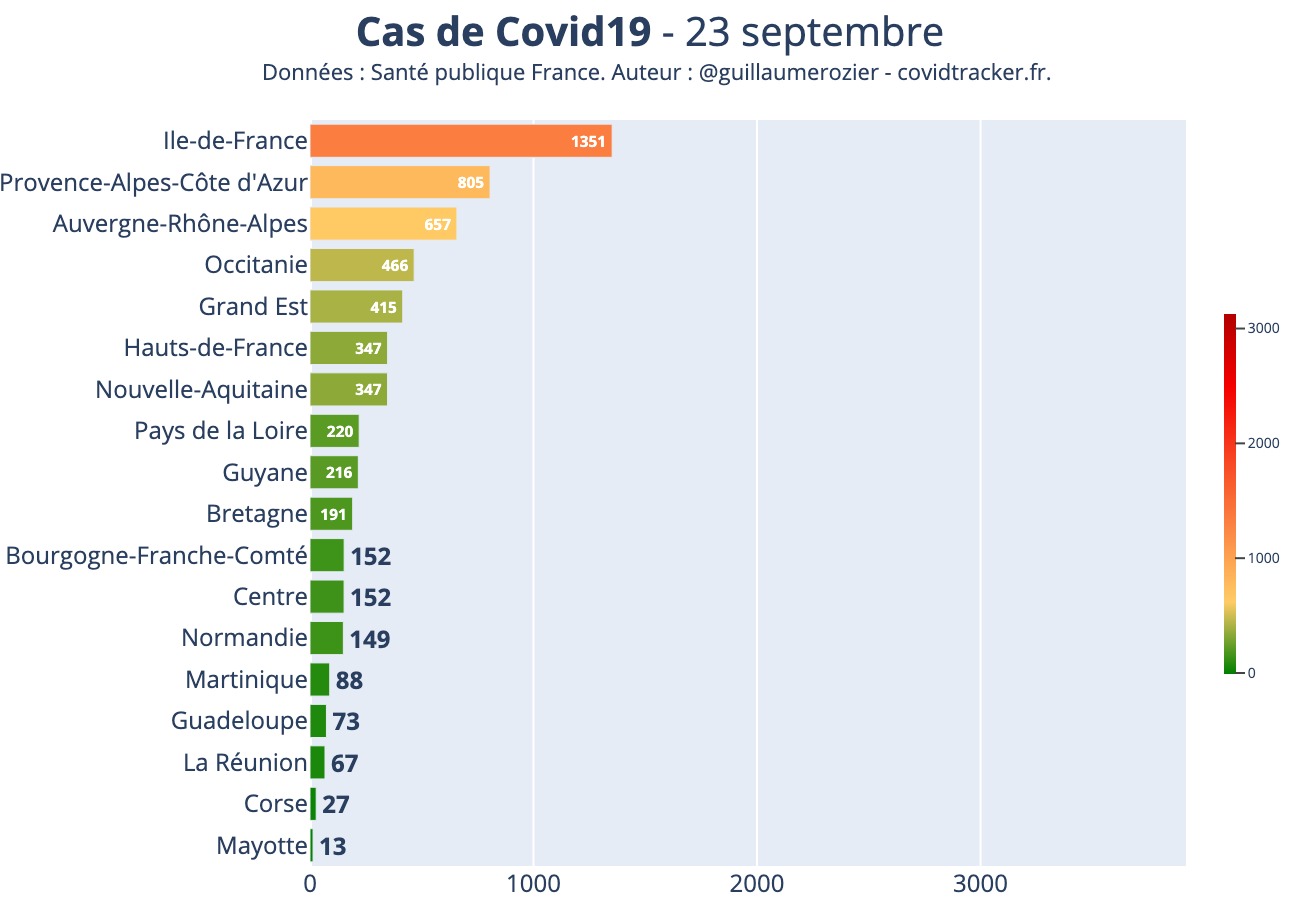 Cas de Covid19 - 23 septembre
Données : Santé publique France. Auteur : @guillaumerozier - covidtracker.fr.
Ile-de-France 1351
Provence-Alpes-Côte d'Azur 805
Auvergne-Rhône-Alpes 657
Occitanie 466
Grand Est 415
Hauts-de-France 347
Nouvelle-Aquitaine 347
Pays de la Loire 220
Guyane 216
Bretagne 191
Bourgogne-Franche-Comté 152
Centre 152
Normandie 149
Martinique 88
Guadeloupe 73
La Réunion 67
Corse 27
Mayotte 13
0 1000 2000 3000
3000
2000
1000
0